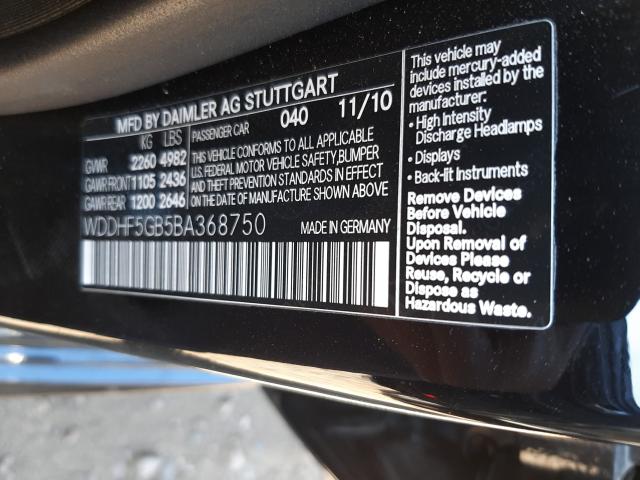 MFD BY DAIMLER AG STUTTGART
KG LBS
GVWR 2260 4982
GAWR FRONT 1105 2436
GAWR REAR 1200 2646
PASSENGER CAR 040 11/10
THIS VEHICLE CONFORMS TO ALL APPLICABLE
U.S. FEDERAL MOTOR VEHICLE SAFETY,BUMPER
AND THEFT PREVENTION STANDARDS IN EFFECT
ON THE DATE OF MANUFACTURE SHOWN ABOVE
WDDHF5GB5BA368750 MADE IN GERMANY
This vehicle may
include mercury-added
devices installed by the
manufacturer:
• High Intensity
Discharge Headlamps
• Displays
• Back-lit Instruments
Remove Devices
Before Vehicle
Disposal.
Upon Removal of
Devices Please
Reuse, Recycle or
Dispose as
Hazardous Waste.